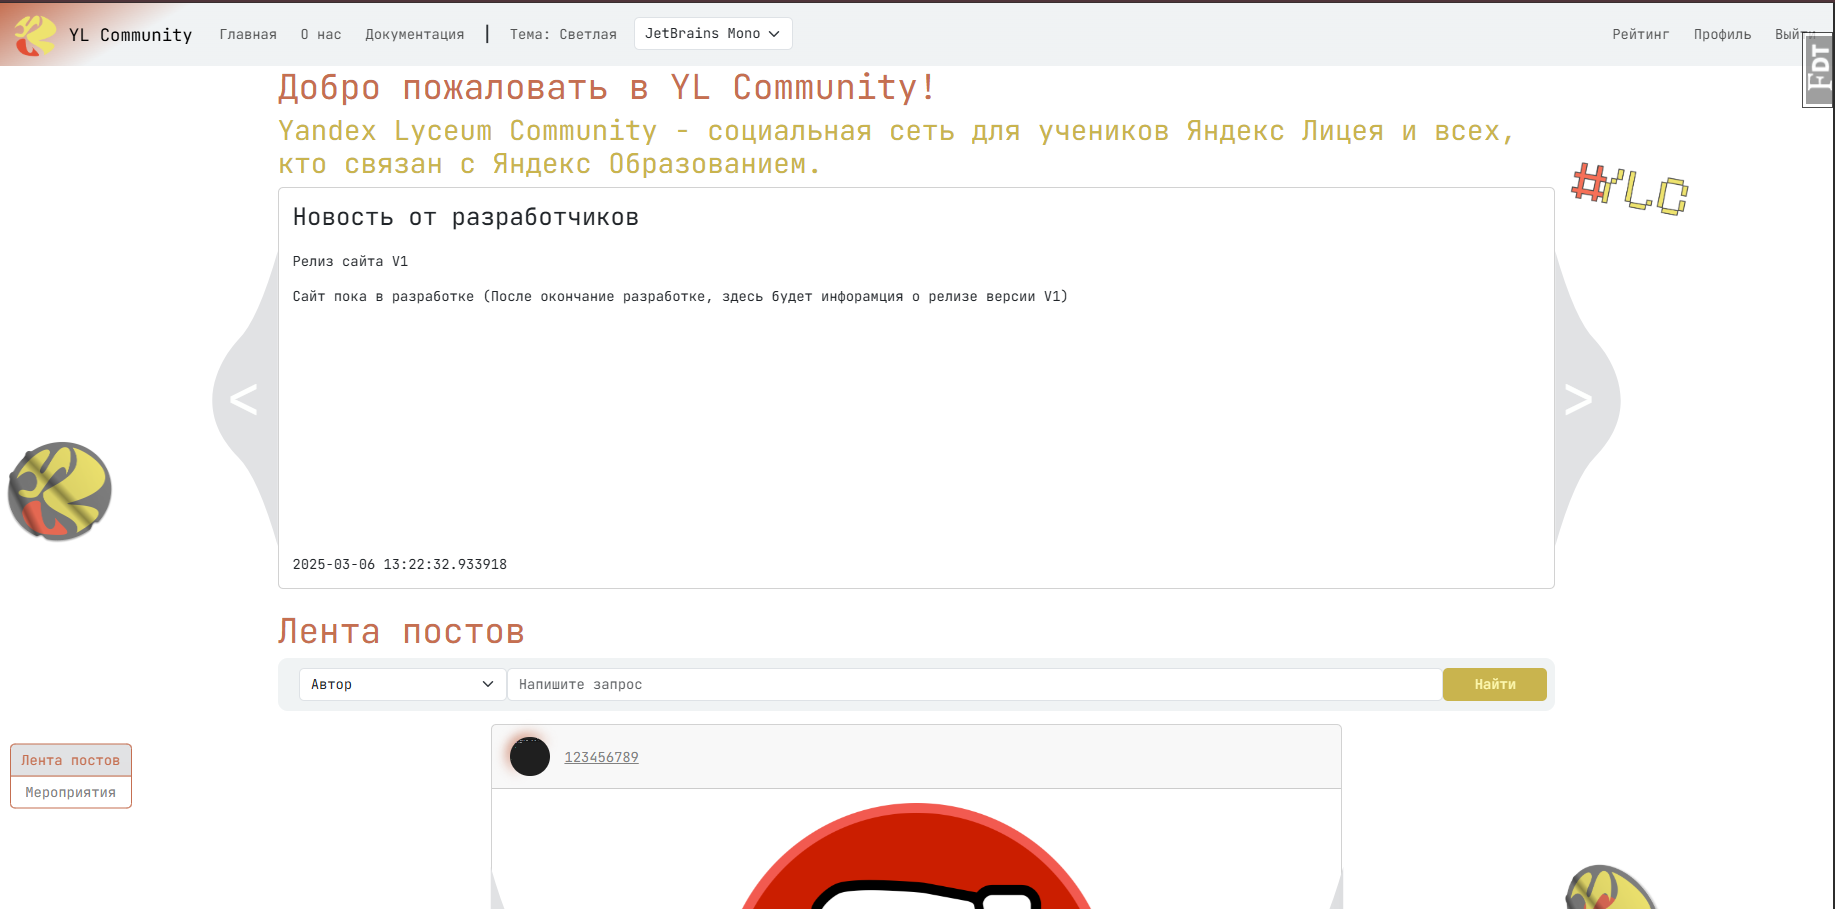 YL Community Главная О нас Документация | Тема: Светлая JetBrains Mono Рейтинг Профиль Выйти
FDT
Добро пожаловать в YL Community!
Yandex Lyceum Community - социальная сеть для учеников Яндекс Лицея и всех,
кто связан с Яндекс Образованием.
#YLC
Новость от разработчиков
Релиз сайта V1
Сайт пока в разработке (После окончание разработке, здесь будет инфорамция о релизе версии V1)
< >
2025-03-06 13:22:32.933918
Лента постов
Автор Напишите запрос Найти
123456789
Лента постов
Мероприятия